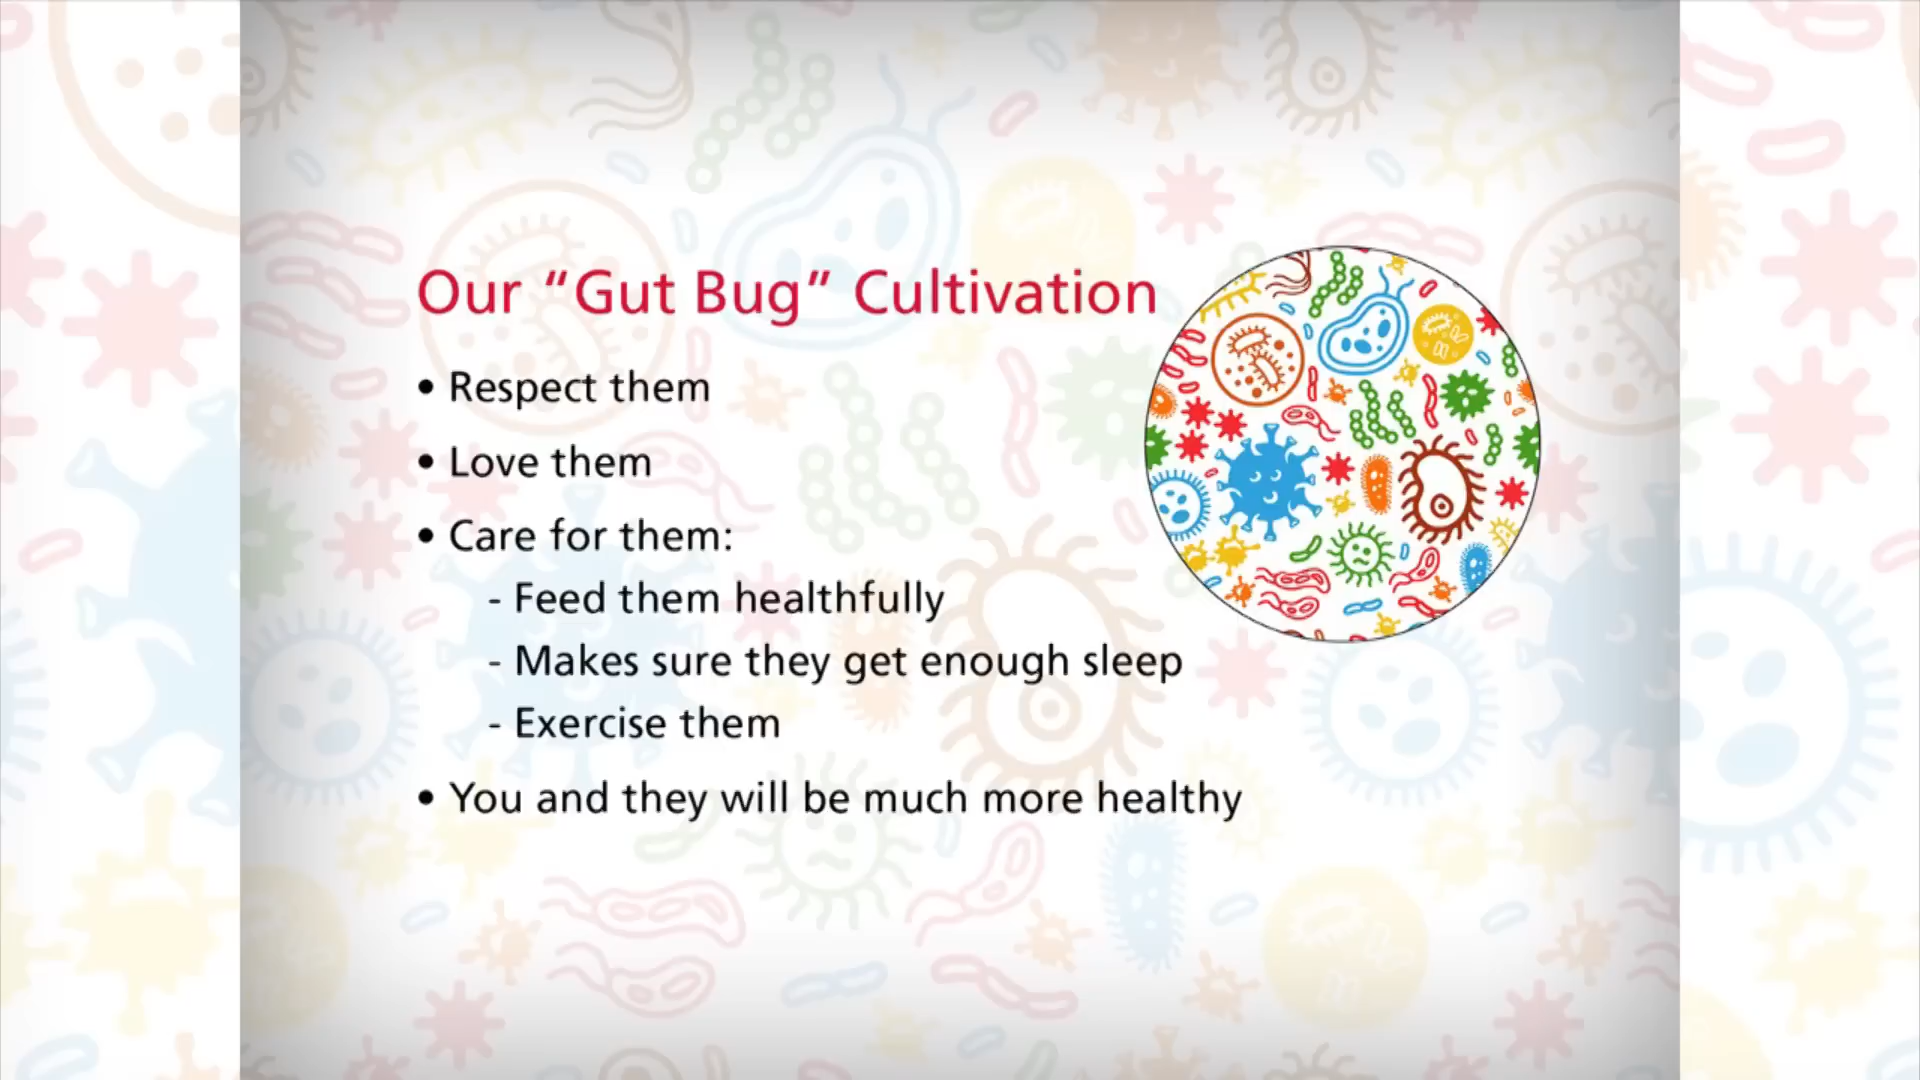 Our “Gut Bug” Cultivation
• Respect them
• Love them
• Care for them:
- Feed them healthfully
- Makes sure they get enough sleep
- Exercise them
• You and they will be much more healthy